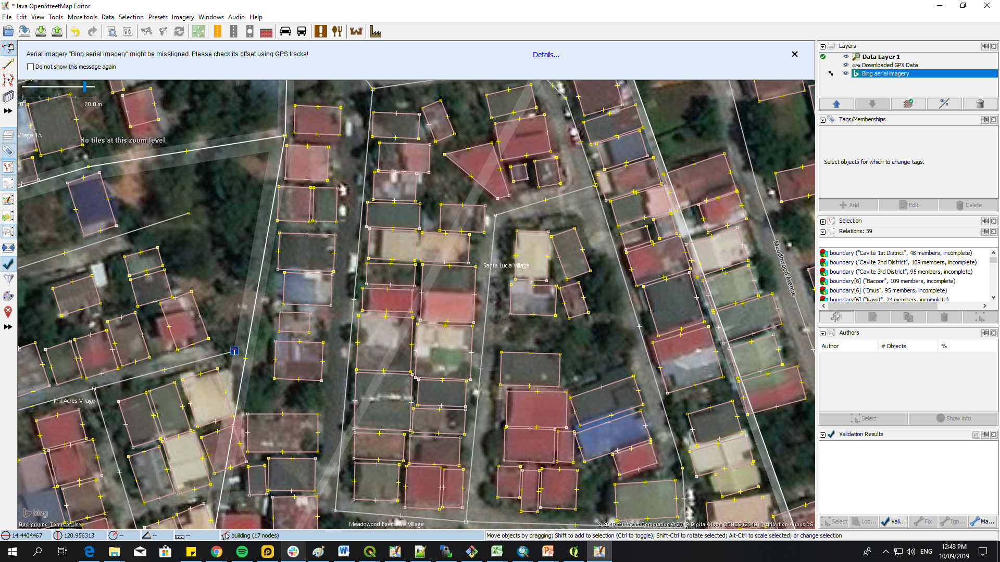 * Java OpenStreetMap Editor
File Edit View Tools More tools Data Selection Presets Imagery Windows Audio Help
Aerial imagery "Bing aerial imagery" might be misaligned. Please check its offset using GPS tracks!
Details...
Do not show this message again
0
20.0 m
Village 1A
No tiles at this zoom level
Santa Lucia Village
Meadowood Avenue
Phil Acres Village
Meadowood Executive Village
bing
Background Terms of Use
© 2019 Microsoft Corporation © 2019 DigitalGlobe ©CNES (2019) Distribution Airbus DS
Layers
Data Layer 1
GPX Downloaded GPX Data
Bing aerial imagery
Tags/Memberships
Select objects for which to change tags.
Add Edit Delete
Selection
Relations: 59
boundary ("Cavite 1st District", 48 members, incomplete)
boundary ("Cavite 2nd District", 109 members, incomplete)
boundary ("Cavite 3rd District", 95 members, incomplete)
boundary[6] ("Bacoor", 109 members, incomplete)
boundary[6] ("Imus", 95 members, incomplete)
boundary[6] ("Kawit", 24 members, incomplete)
Authors
Author # Objects %
Select Show info
Validation Results
Select Loo... Vali... Fix Ign... Ma...
14.4404467 120.956313 -- -- -- building (17 nodes)
Move objects by dragging; Shift to add to selection (Ctrl to toggle); Shift-Ctrl to rotate selected; Alt-Ctrl to scale selected; or change selection
ENG
12:43 PM
10/09/2019